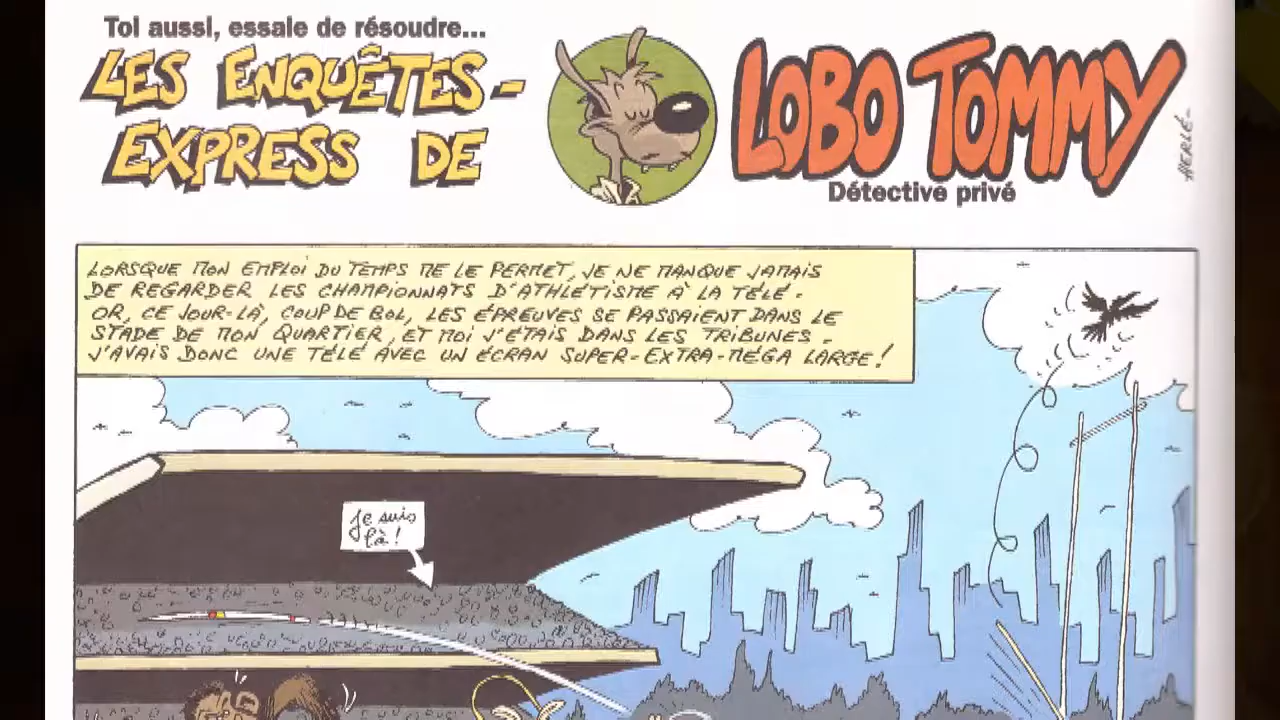 Toi aussi, essaie de résoudre...
LES ENQUÊTES-
EXPRESS DE
LOBO TOMMY
Détective privé
HERLÉ-
LORSQUE MON EMPLOI DU TEMPS ME LE PERMET, JE NE MANQUE JAMAIS
DE REGARDER LES CHAMPIONNATS D'ATHLÉTISME À LA TÉLÉ.
OR, CE JOUR-LÀ, COUP DE BOL, LES ÉPREUVES SE PASSAIENT DANS LE
STADE DE MON QUARTIER, ET MOI J'ÉTAIS DANS LES TRIBUNES.
J'AVAIS DONC UNE TÉLÉ AVEC UN ÉCRAN SUPER-EXTRA-MÉGA LARGE!
Je suis
là!